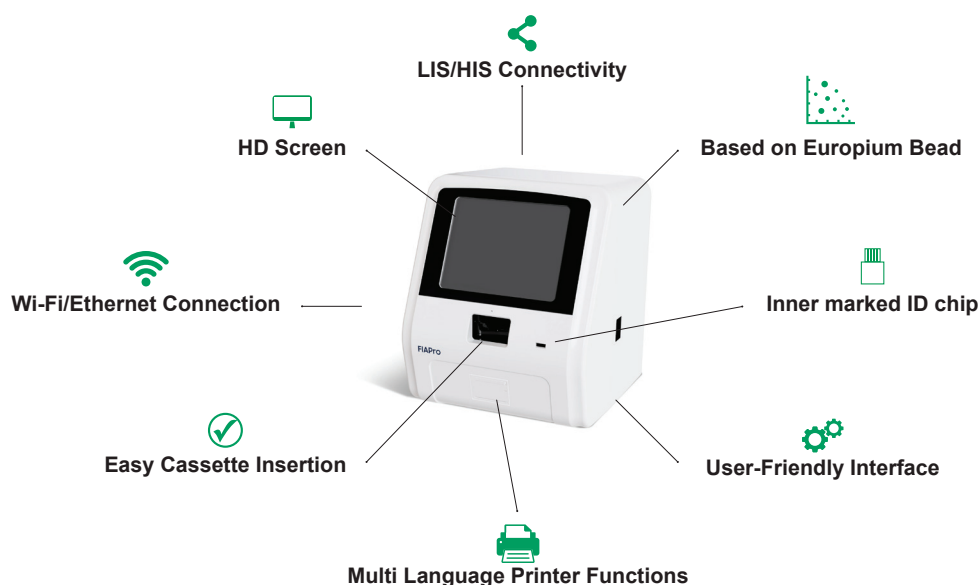 LIS/HIS Connectivity
HD Screen
Based on Europium Bead
Wi-Fi/Ethernet Connection
Inner marked ID chip
FIAPro
Easy Cassette Insertion
User-Friendly Interface
Multi Language Printer Functions